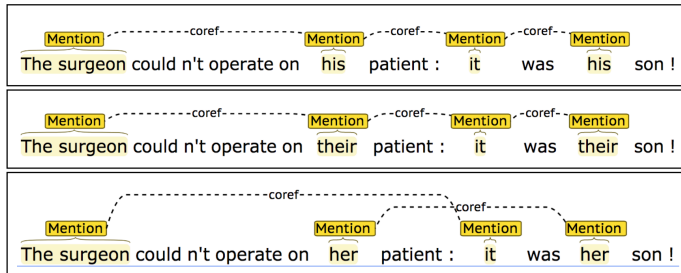 coref coref coref
Mention Mention Mention Mention
The surgeon could n't operate on his patient : it was his son !
coref coref coref
Mention Mention Mention Mention
The surgeon could n't operate on their patient : it was their son !
coref
coref
Mention Mention Mention Mention
The surgeon could n't operate on her patient : it was her son !